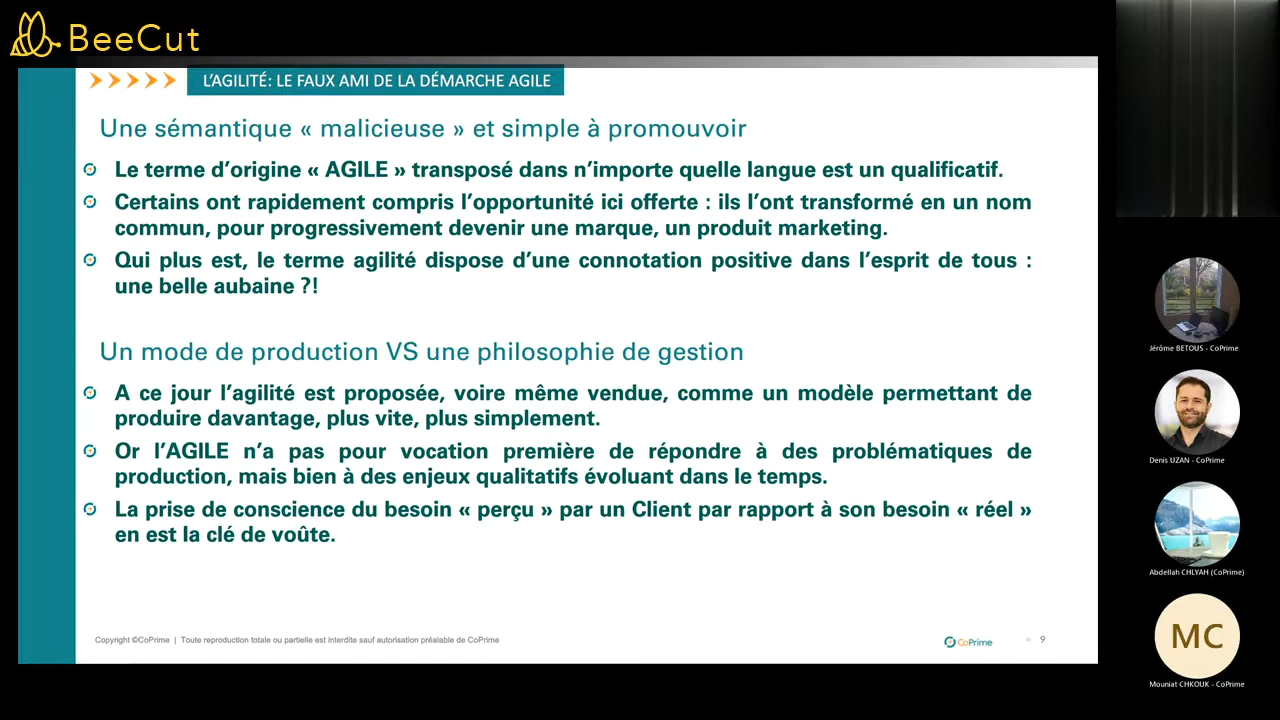 BeeCut
L'AGILITÉ: LE FAUX AMI DE LA DÉMARCHE AGILE
Une sémantique « malicieuse » et simple à promouvoir
Le terme d'origine « AGILE » transposé dans n'importe quelle langue est un qualificatif.
Certains ont rapidement compris l'opportunité ici offerte : ils l'ont transformé en un nom
commun, pour progressivement devenir une marque, un produit marketing.
Qui plus est, le terme agilité dispose d'une connotation positive dans l'esprit de tous :
une belle aubaine ?!
Un mode de production VS une philosophie de gestion
A ce jour l'agilité est proposée, voire même vendue, comme un modèle permettant de
produire davantage, plus vite, plus simplement.
Or l'AGILE n'a pas pour vocation première de répondre à des problématiques de
production, mais bien à des enjeux qualitatifs évoluant dans le temps.
La prise de conscience du besoin « perçu » par un Client par rapport à son besoin « réel »
en est la clé de voûte.
Copyright ©CoPrime | Toute reproduction totale ou partielle est interdite sauf autorisation préalable de CoPrime
CoPrime
9
Jérôme BETOUS - CoPrime
Denis UZAN - CoPrime
Abdellah CHLYAH (CoPrime)
MC
Mouniat CHKOUK - CoPrime